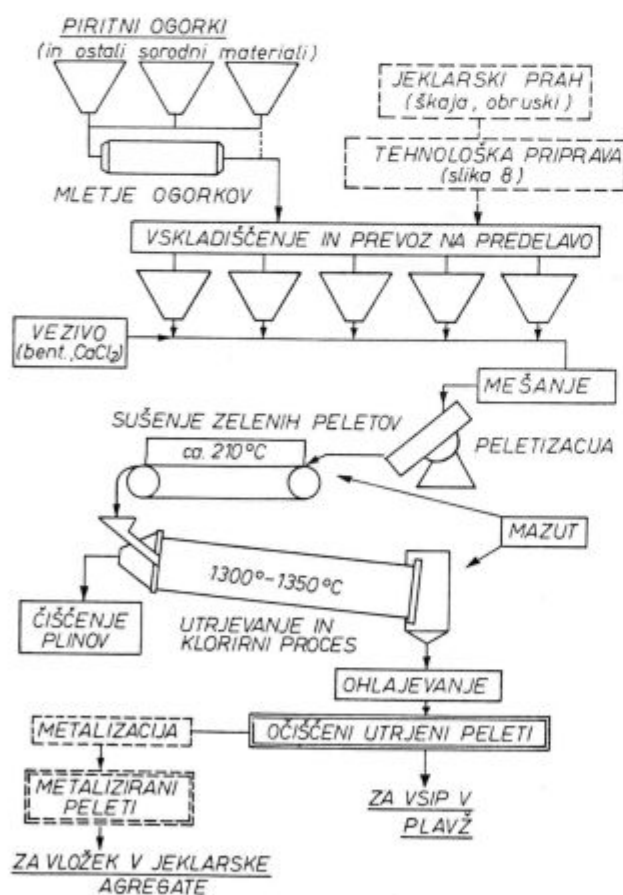 PIRITNI OGORKI
(in ostali sorodni materiali)
JEKLARSKI PRAH
(škaja, obruski)
TEHNOLOŠKA PRIPRAVA
(slika 8)
MLETJE OGORKOV
VSKLADIŠČENJE IN PREVOZ NA PREDELAVO
VEZIVO
(bent., CaCl₂)
MEŠANJE
SUŠENJE ZELENIH PELETOV
ca. 210°C
PELETIZACIJA
MAZUT
1300°-1350°C
ČIŠČENJE
PLINOV
UTRJEVANJE IN
KLORIRNI PROCES
OHLAJEVANJE
METALIZACIJA
OČIŠČENI UTRJENI PELETI
METALIZIRANI
PELETI
ZA VSIP V
PLAVŽ
ZA VLOŽEK V JEKLARSKE
AGREGATE